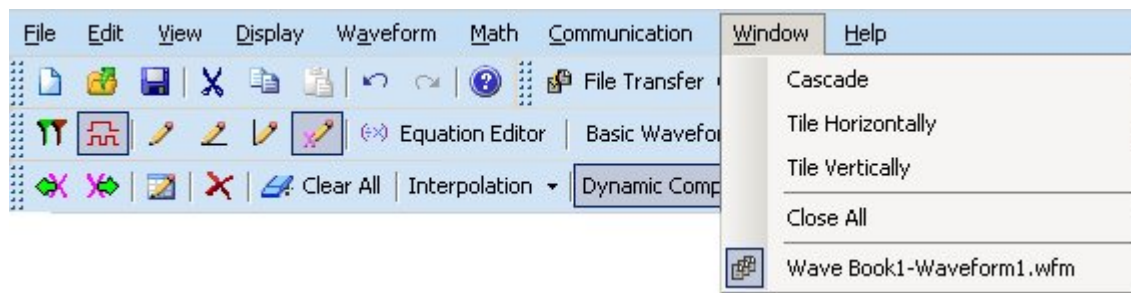 File Edit View Display Waveform Math Communication Window Help
File Transfer
Equation Editor Basic Wavefo
Clear All Interpolation Dynamic Comp
Cascade
Tile Horizontally
Tile Vertically
Close All
Wave Book1-Waveform1.wfm